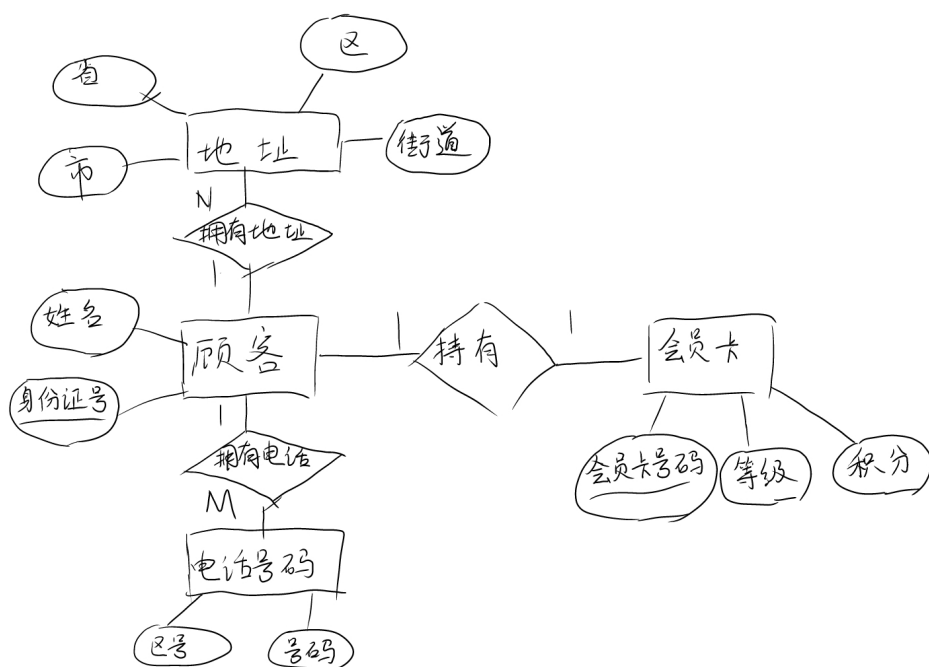 区
省
地址
街道
市
N
拥有地址
1
姓名
顾客
1
持有
1
会员卡
身份证号
1
拥有电话
会员卡号码
等级
积分
M
电话号码
区号
号码